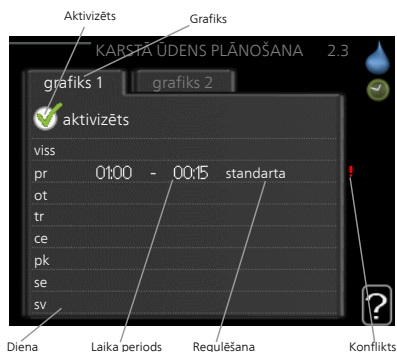 Aktivizēts
Grafiks
KARSTĀ ŪDENS PLĀNOŠANA 2.3
grafiks 1
grafiks 2
aktivizēts
viss
pr 01:00 - 00:15 standarta !
ot
tr
ce
pk
se
sv
?
Diena
Laika periods
Regulēšana
Konflikts